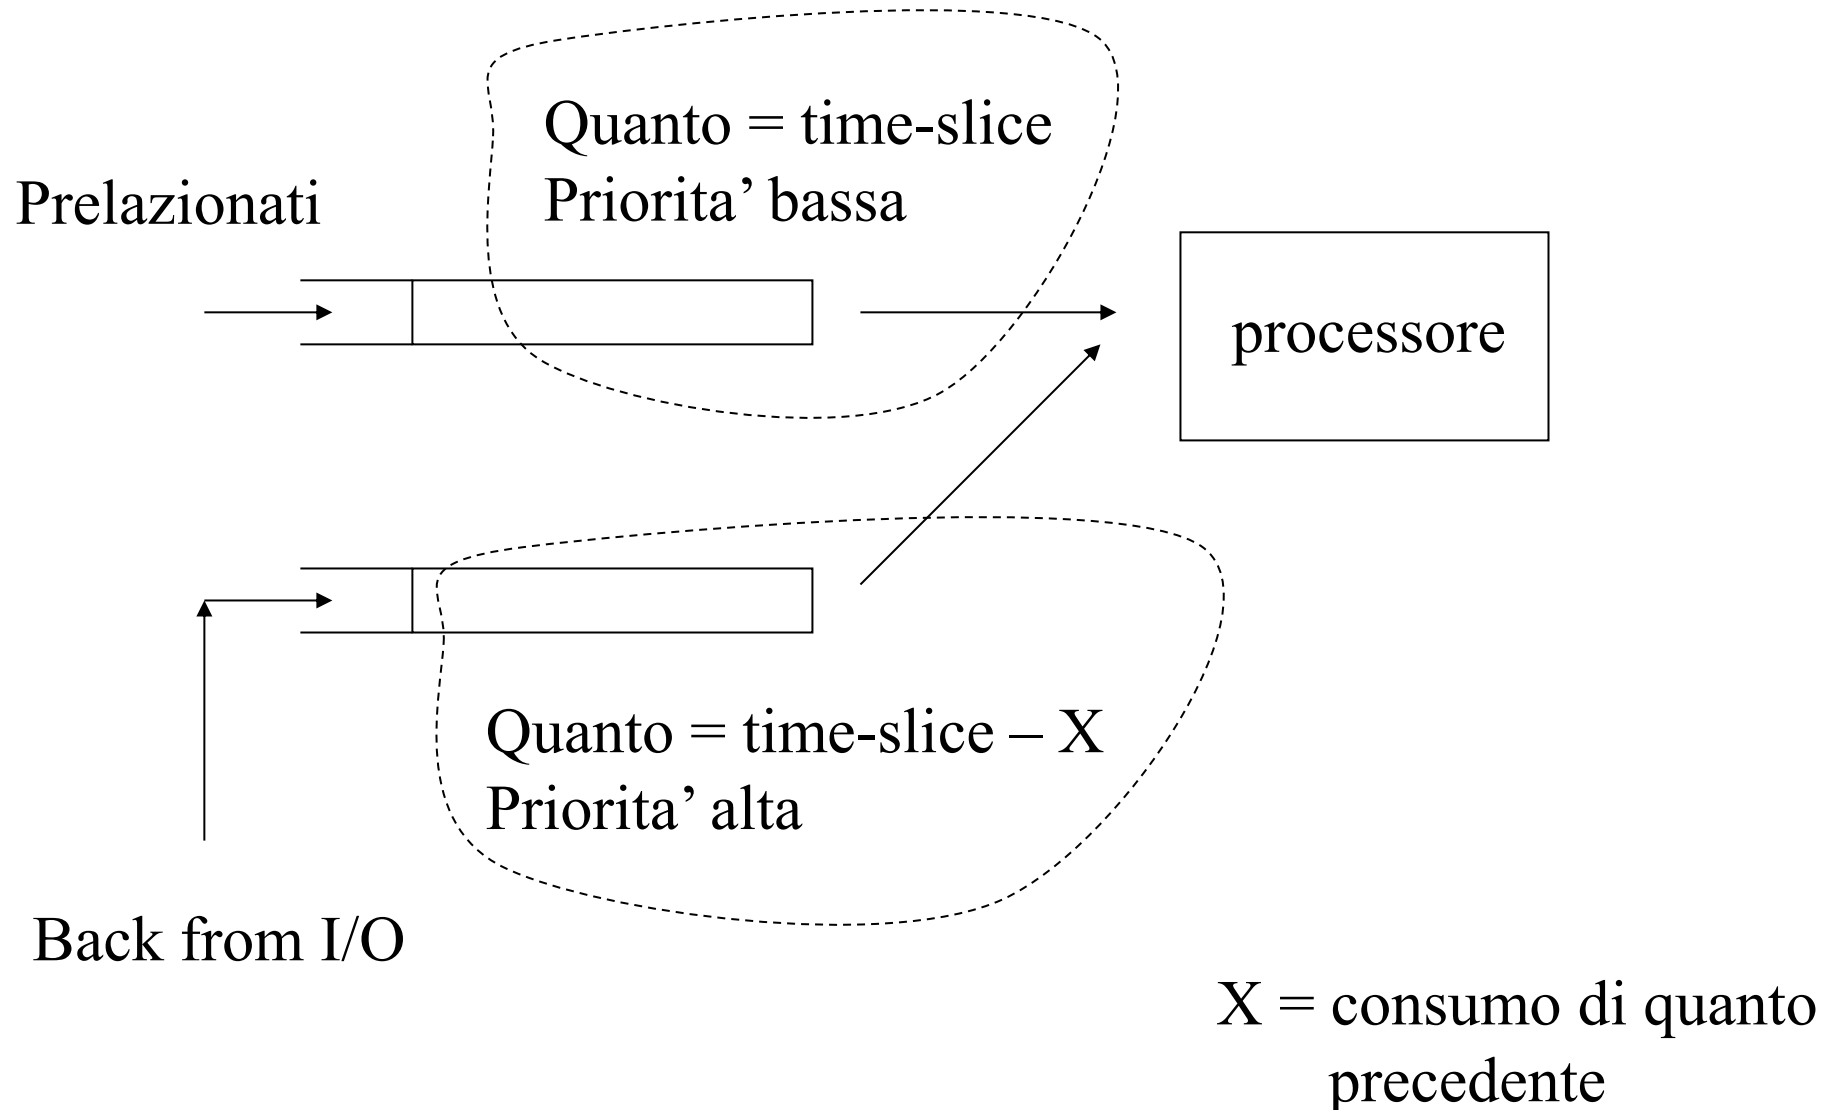 Quanto = time-slice
Priorita’ bassa
Prelazionati
processore
Quanto = time-slice – X
Priorita’ alta
Back from I/O
X = consumo di quanto
precedente